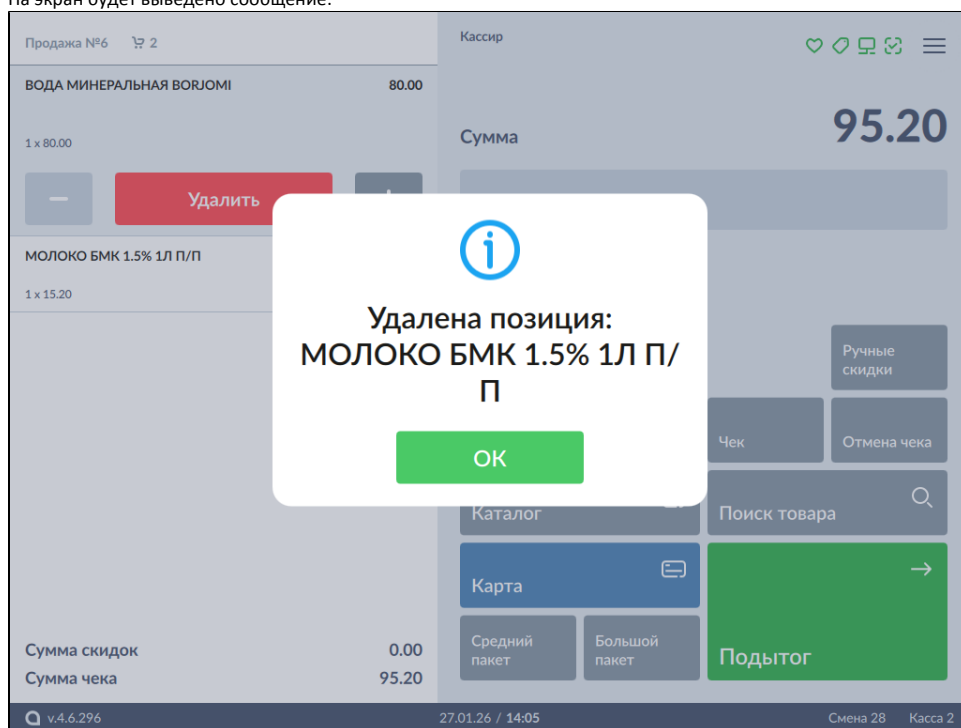 На экран будет выведено сообщение:
Продажа №6 2
Кассир
ВОДА МИНЕРАЛЬНАЯ BORJOMI 80.00
1 x 80.00
Сумма 95.20
Удалить
МОЛОКО БМК 1.5% 1Л П/П
1 x 15.20
Удалена позиция:
МОЛОКО БМК 1.5% 1Л П/
П
ОК
Ручные
скидки
Чек
Отмена чека
Каталог
Поиск товара
Карта
Средний
пакет
Большой
пакет
Подытог
Сумма скидок 0.00
Сумма чека 95.20
v.4.6.296
27.01.26 / 14:05
Смена 28 Касса 2